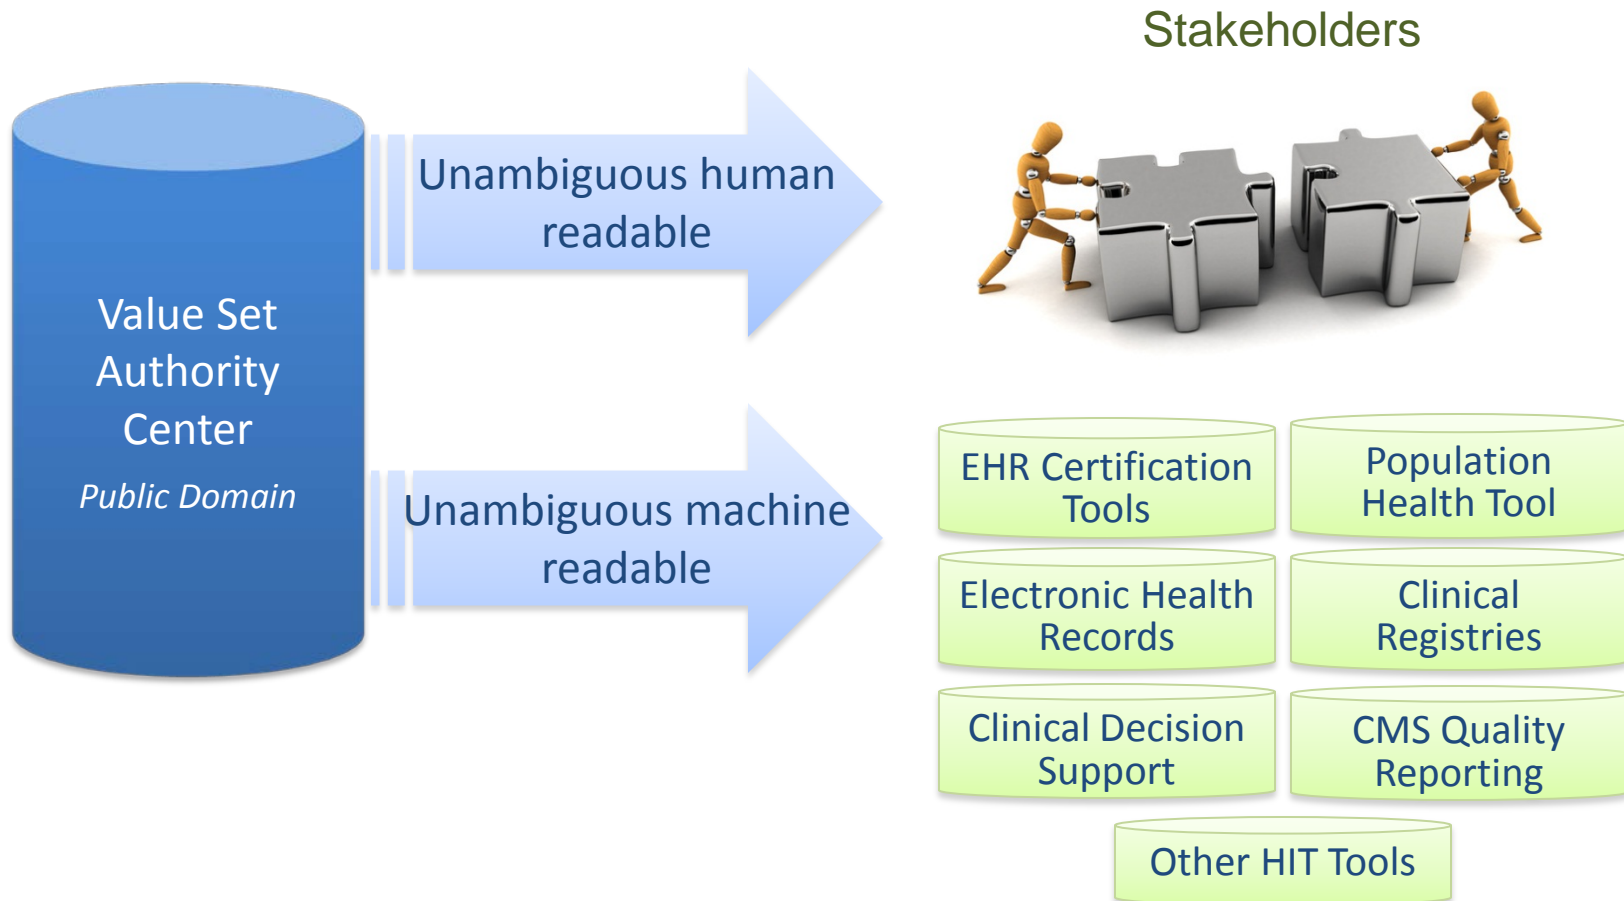 Stakeholders
Unambiguous human
readable
Value Set
Authority
Center
Public Domain
Unambiguous machine
readable
EHR Certification
Tools
Population
Health Tool
Electronic Health
Records
Clinical
Registries
Clinical Decision
Support
CMS Quality
Reporting
Other HIT Tools